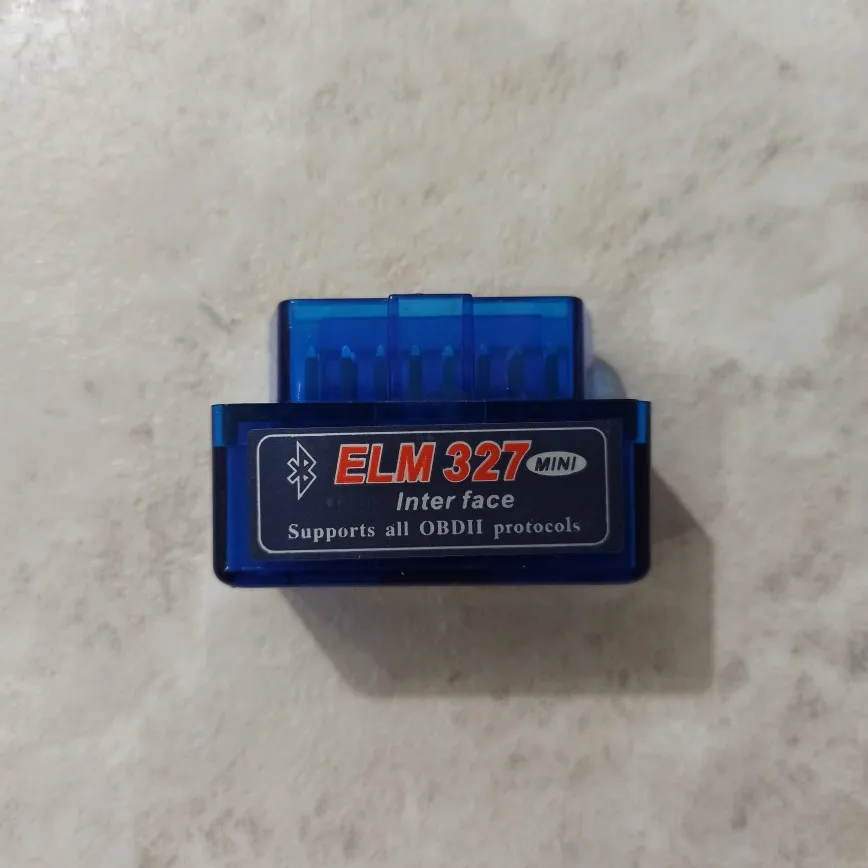 ELM 327 MINI
Inter face
Supports all OBDII protocols